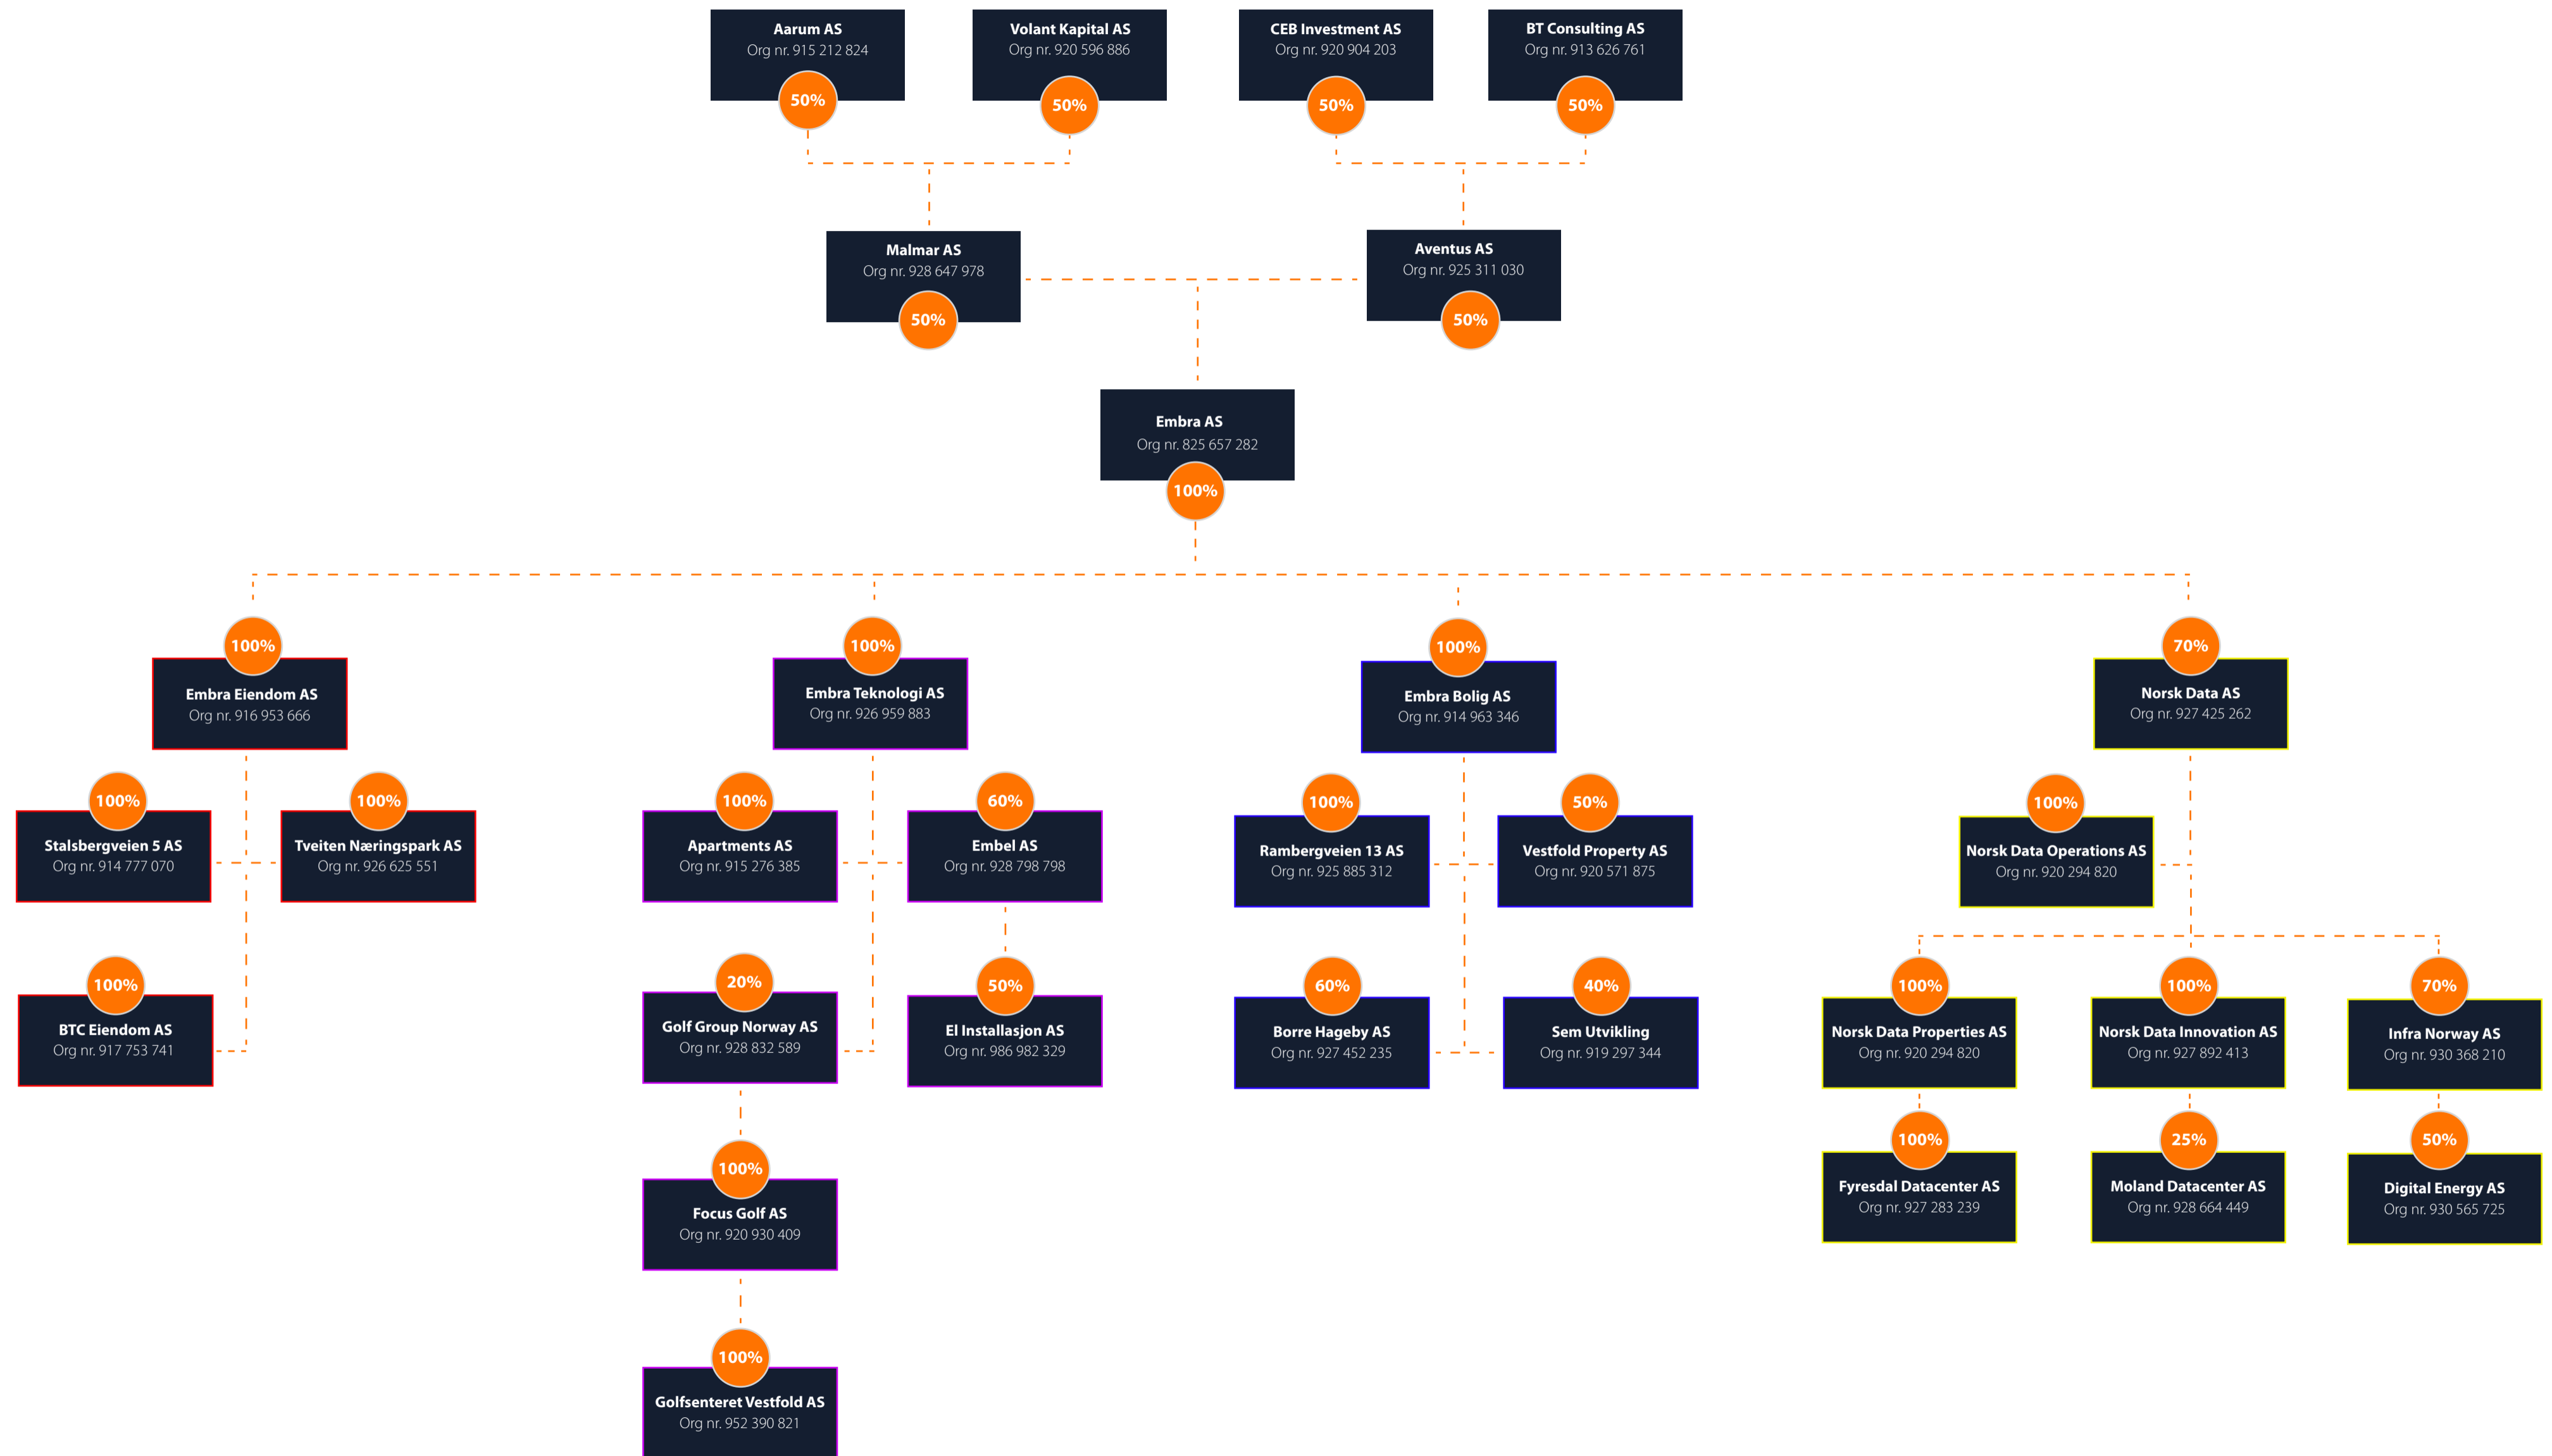 Aarum AS
Org nr. 915 212 824
50%
Volant Kapital AS
Org nr. 920 596 886
50%
CEB Investment AS
Org nr. 920 904 203
50%
BT Consulting AS
Org nr. 913 626 761
50%
Malmar AS
Org nr. 928 647 978
50%
Aventus AS
Org nr. 925 311 030
50%
Embra AS
Org nr. 825 657 282
100%
100%
Embra Eiendom AS
Org nr. 916 953 666
100%
Embra Teknologi AS
Org nr. 926 959 883
100%
Embra Bolig AS
Org nr. 914 963 346
70%
Norsk Data AS
Org nr. 927 425 262
100%
Stalsbergveien 5 AS
Org nr. 914 777 070
100%
Tveiten Næringspark AS
Org nr. 926 625 551
100%
Apartments AS
Org nr. 915 276 385
60%
Embel AS
Org nr. 928 798 798
100%
Rambergveien 13 AS
Org nr. 925 885 312
50%
Vestfold Property AS
Org nr. 920 571 875
100%
Norsk Data Operations AS
Org nr. 920 294 820
100%
BTC Eiendom AS
Org nr. 917 753 741
20%
Golf Group Norway AS
Org nr. 928 832 589
50%
El Installasjon AS
Org nr. 986 982 329
60%
Borre Hageby AS
Org nr. 927 452 235
40%
Sem Utvikling
Org nr. 919 297 344
100%
Norsk Data Properties AS
Org nr. 920 294 820
100%
Norsk Data Innovation AS
Org nr. 927 892 413
70%
Infra Norway AS
Org nr. 930 368 210
100%
Focus Golf AS
Org nr. 920 930 409
100%
Fyresdal Datacenter AS
Org nr. 927 283 239
25%
Moland Datacenter AS
Org nr. 928 664 449
50%
Digital Energy AS
Org nr. 930 565 725
100%
Golfsenteret Vestfold AS
Org nr. 952 390 821